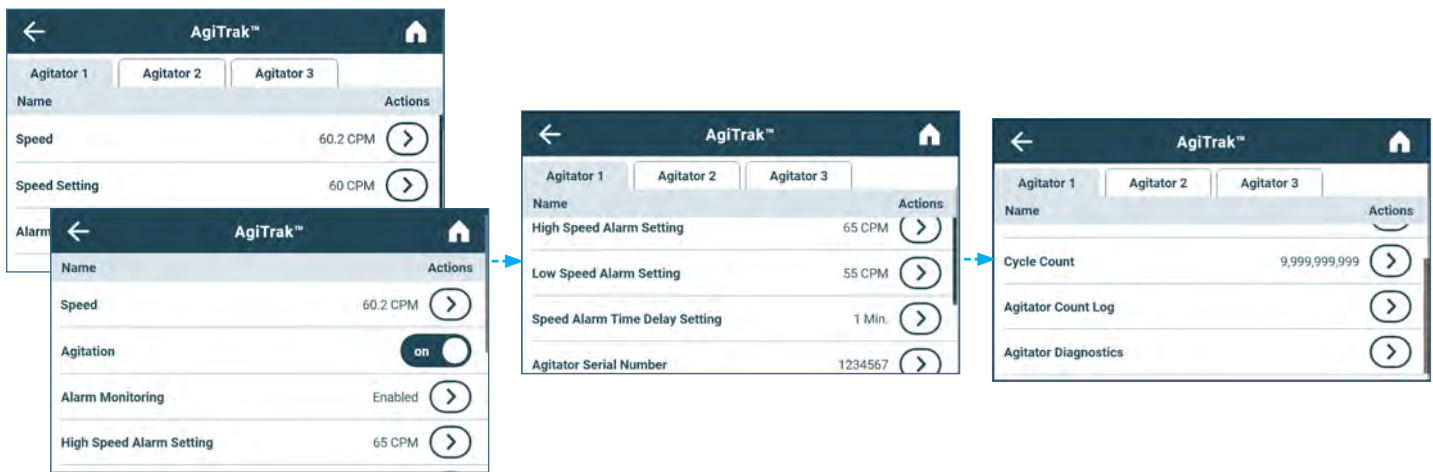 AgiTrak™
Agitator 1 Agitator 2 Agitator 3
Name Actions
Speed 60.2 CPM
Speed Setting 60 CPM
Alarm
AgiTrak™
Name Actions
Speed 60.2 CPM
Agitation on
Alarm Monitoring Enabled
High Speed Alarm Setting 65 CPM
AgiTrak™
Agitator 1 Agitator 2 Agitator 3
Name Actions
High Speed Alarm Setting 65 CPM
Low Speed Alarm Setting 55 CPM
Speed Alarm Time Delay Setting 1 Min.
Agitator Serial Number 1234567
AgiTrak™
Agitator 1 Agitator 2 Agitator 3
Name Actions
Cycle Count 9,999,999,999
Agitator Count Log
Agitator Diagnostics